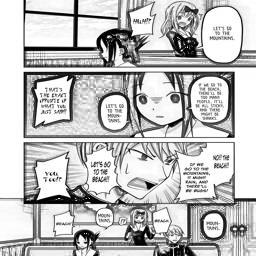 HUH!?
LET'S GO
TO THE
MOUNTAINS.
THAT'S
THE EXACT
OPPOSITE OF
WHAT YOU
JUST SAID!!
LET'S GO
TO THE
MOUN-
TAINS.
IF WE GO
TO THE BEACH,
THERE'LL BE
TOO MANY
PEOPLE, IT'LL
BE ALL STICKY,
AND THERE
MIGHT BE
SHARKS.
YOU
TOO!?
LET'S GO
TO THE
BEACH!!
NO!! THE
BEACH!!
IF WE GO
TO THE
MOUNTAINS,
IT MIGHT
RAIN, AND
THERE'LL BE
BUGS!
BEACH!
MOUN-
TAINS.
!?
BEACH!
MOUN-
TAINS.